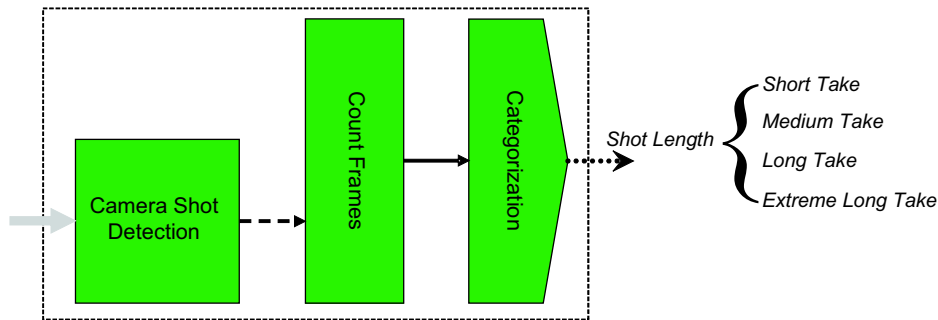 Camera Shot
Detection
Count Frames
Categorization
Shot Length
Short Take
Medium Take
Long Take
Extreme Long Take